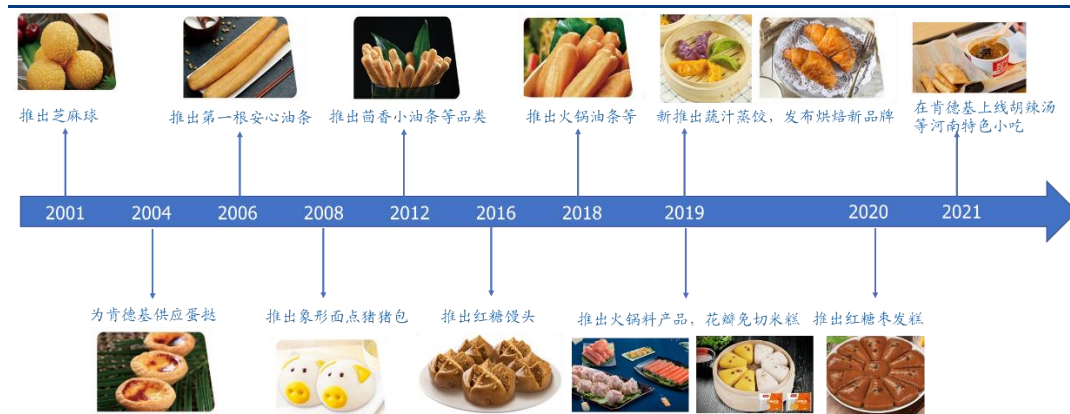 推出芝麻球
推出第一根安心油条
推出茴香小油条等品类
推出火锅油条等
新推出蔬汁蒸饺，发布烘焙新品牌
在肯德基上线胡辣汤
等河南特色小吃
2001
2004
2006
2008
2012
2016
2018
2019
2020
2021
为肯德基供应蛋挞
推出象形面点猪猪包
推出红糖馒头
推出火锅料产品，花瓣免切米糕
推出红糖枣发糕